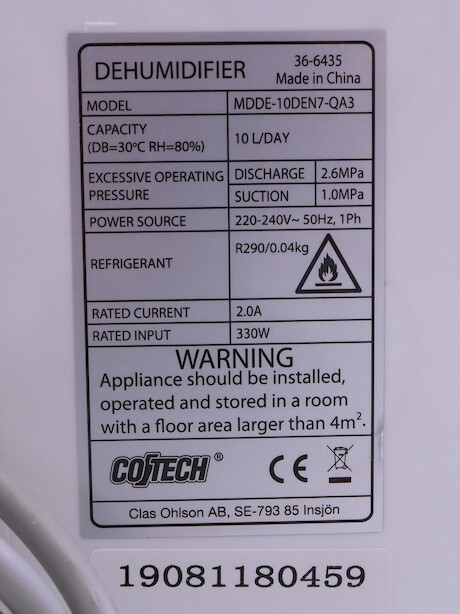 DEHUMIDIFIER 36-6435
Made in China
MODEL MDDE-10DEN7-QA3
CAPACITY
(DB=30°C RH=80%) 10 L/DAY
EXCESSIVE OPERATING
PRESSURE
DISCHARGE 2.6MPa
SUCTION 1.0MPa
POWER SOURCE 220-240V~ 50Hz, 1Ph
REFRIGERANT R290/0.04kg
RATED CURRENT 2.0A
RATED INPUT 330W
WARNING
Appliance should be installed,
operated and stored in a room
with a floor area larger than 4m².
COTECH® CE
Clas Ohlson AB, SE-793 85 Insjön
19081180459